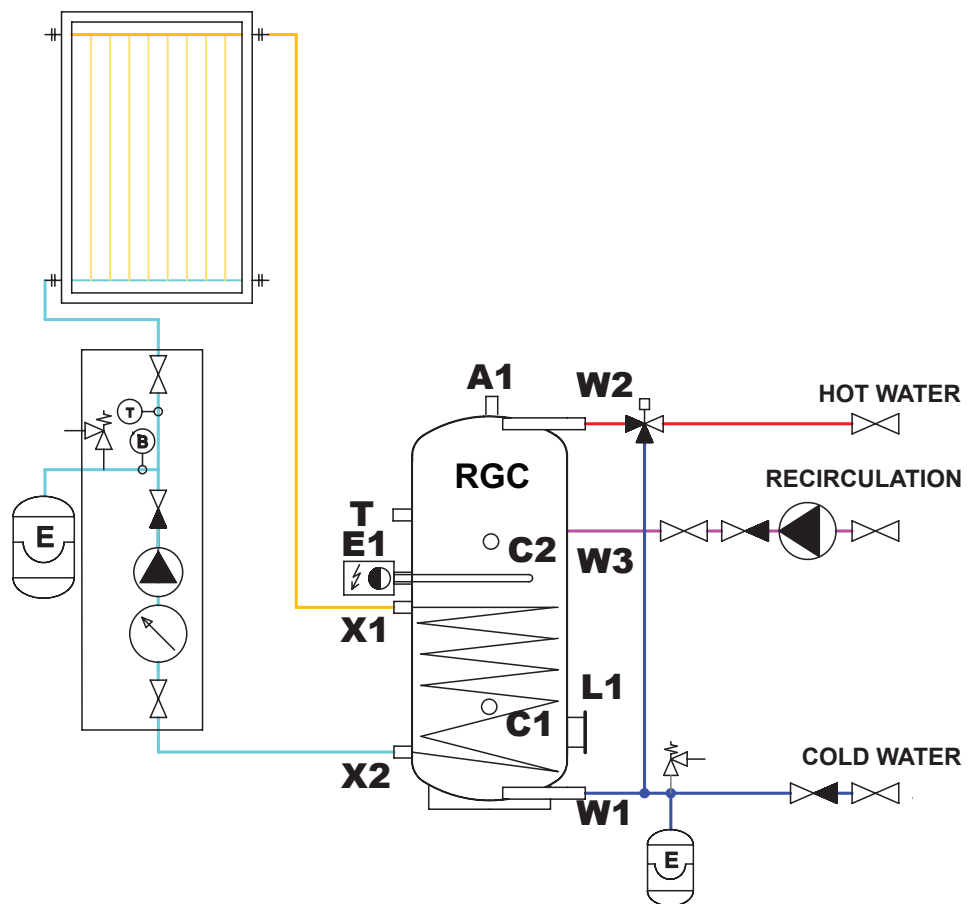 A1
W2
HOT WATER
T
B
RGC
RECIRCULATION
E
T
C2
W3
E1
X1
L1
C1
X2
COLD WATER
W1
E